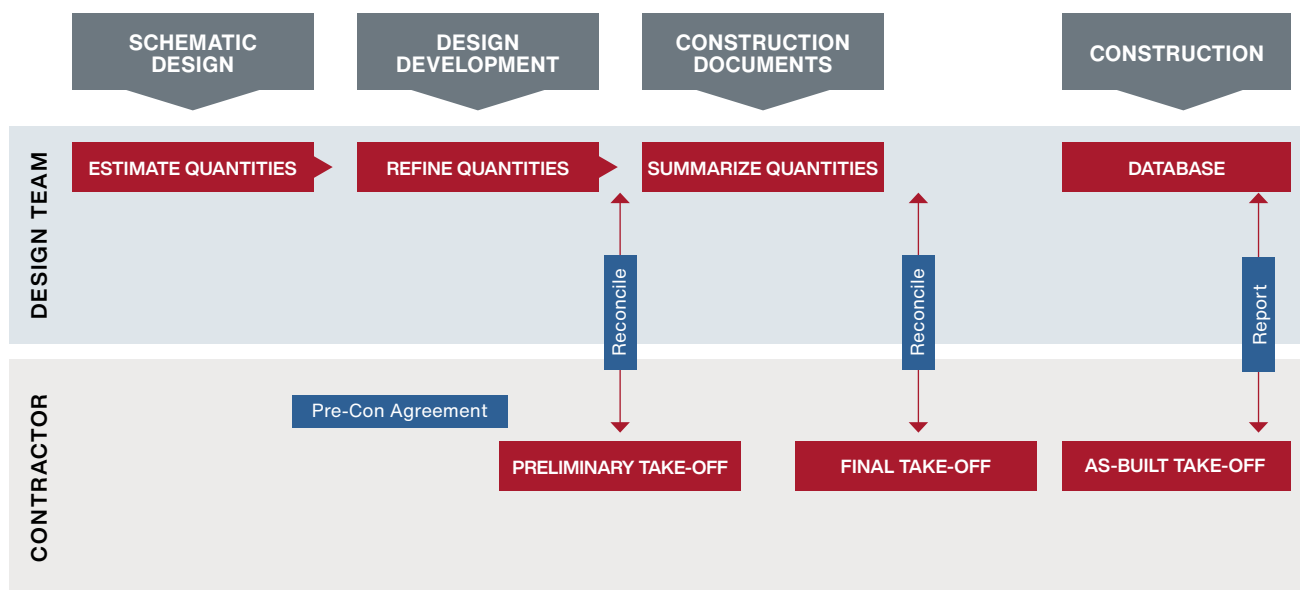 SCHEMATIC
DESIGN
DESIGN
DEVELOPMENT
CONSTRUCTION
DOCUMENTS
CONSTRUCTION
DESIGN TEAM
ESTIMATE QUANTITIES
REFINE QUANTITIES
SUMMARIZE QUANTITIES
DATABASE
Reconcile
Reconcile
Report
CONTRACTOR
Pre-Con Agreement
PRELIMINARY TAKE-OFF
FINAL TAKE-OFF
AS-BUILT TAKE-OFF